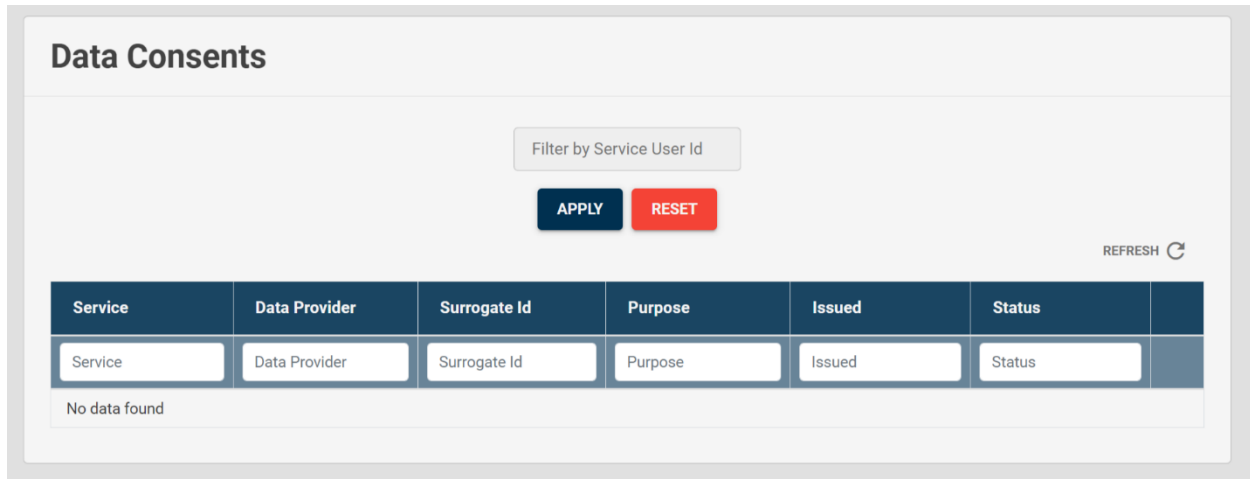 Data Consents
Filter by Service User Id
APPLY RESET
REFRESH
Service Data Provider Surrogate Id Purpose Issued Status
Service Data Provider Surrogate Id Purpose Issued Status
No data found